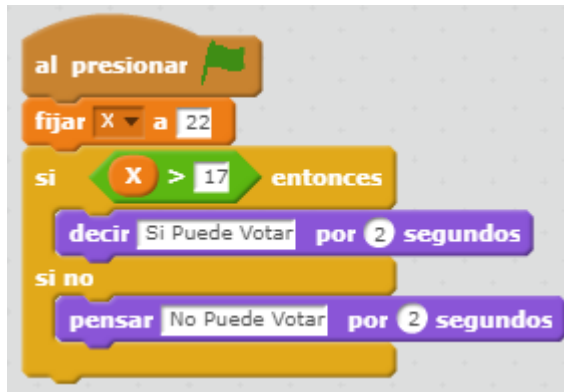 al presionar
fijar X a 22
si X > 17 entonces
decir Si Puede Votar por 2 segundos
si no
pensar No Puede Votar por 2 segundos